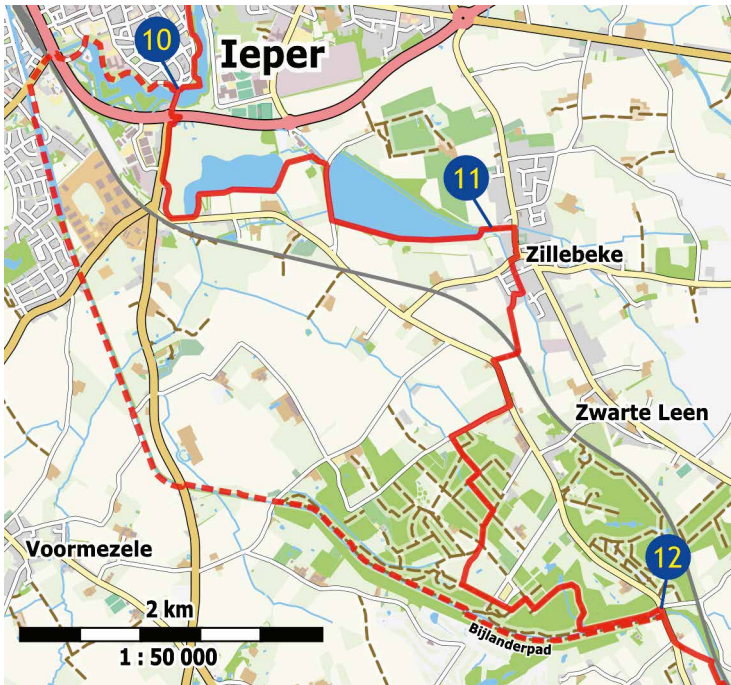 10
Ieper
11
Zillebeke
Zwarte Leen
Voormezele
12
2 km
Bijlanderpad
1 : 50 000